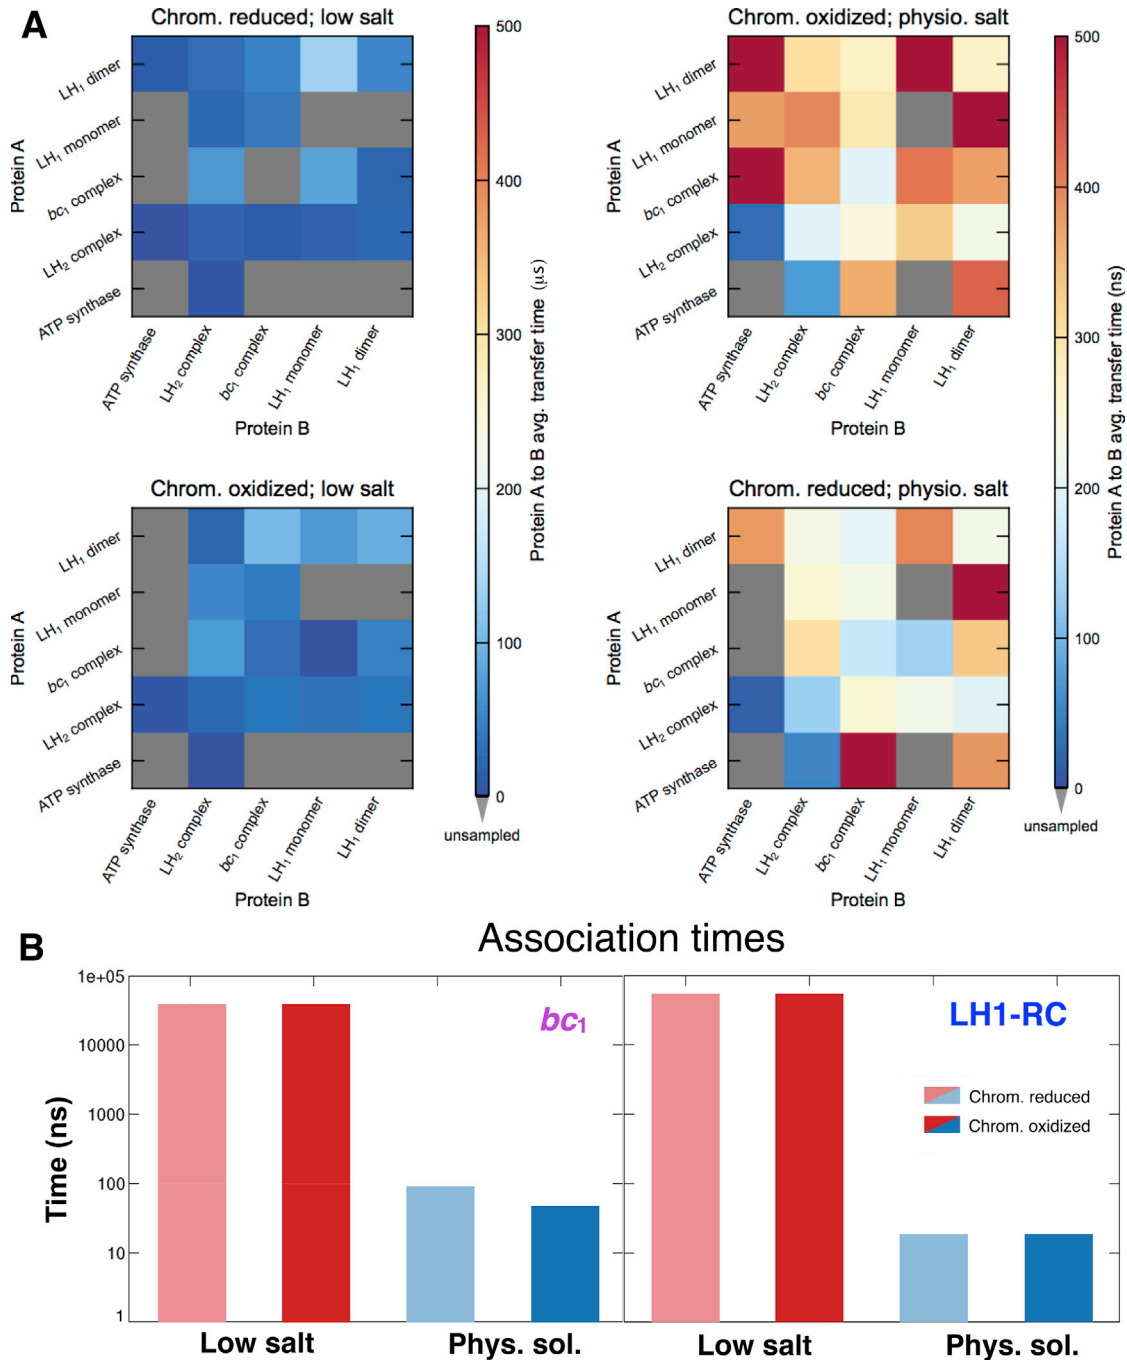 A
Chrom. reduced; low salt
Protein A
LH₁ dimer
LH₁ monomer
bc₁ complex
LH₂ complex
ATP synthase
ATP synthase
LH₂ complex
bc₁ complex
LH₁ monomer
LH₁ dimer
Protein B
Chrom. oxidized; low salt
Protein A
LH₁ dimer
LH₁ monomer
bc₁ complex
LH₂ complex
ATP synthase
ATP synthase
LH₂ complex
bc₁ complex
LH₁ monomer
LH₁ dimer
Protein B
500
400
300
200
100
0
unsampled
Protein A to B avg. transfer time (μs)
Chrom. oxidized; physio. salt
Protein A
LH₁ dimer
LH₁ monomer
bc₁ complex
LH₂ complex
ATP synthase
ATP synthase
LH₂ complex
bc₁ complex
LH₁ monomer
LH₁ dimer
Protein B
Chrom. reduced; physio. salt
Protein A
LH₁ dimer
LH₁ monomer
bc₁ complex
LH₂ complex
ATP synthase
ATP synthase
LH₂ complex
bc₁ complex
LH₁ monomer
LH₁ dimer
Protein B
500
400
300
200
100
0
unsampled
Protein A to B avg. transfer time (ns)
B
Association times
Time (ns)
1e+05
10000
1000
100
10
1
bc₁
LH1-RC
Chrom. reduced
Chrom. oxidized
Low salt
Phys. sol.
Low salt
Phys. sol.